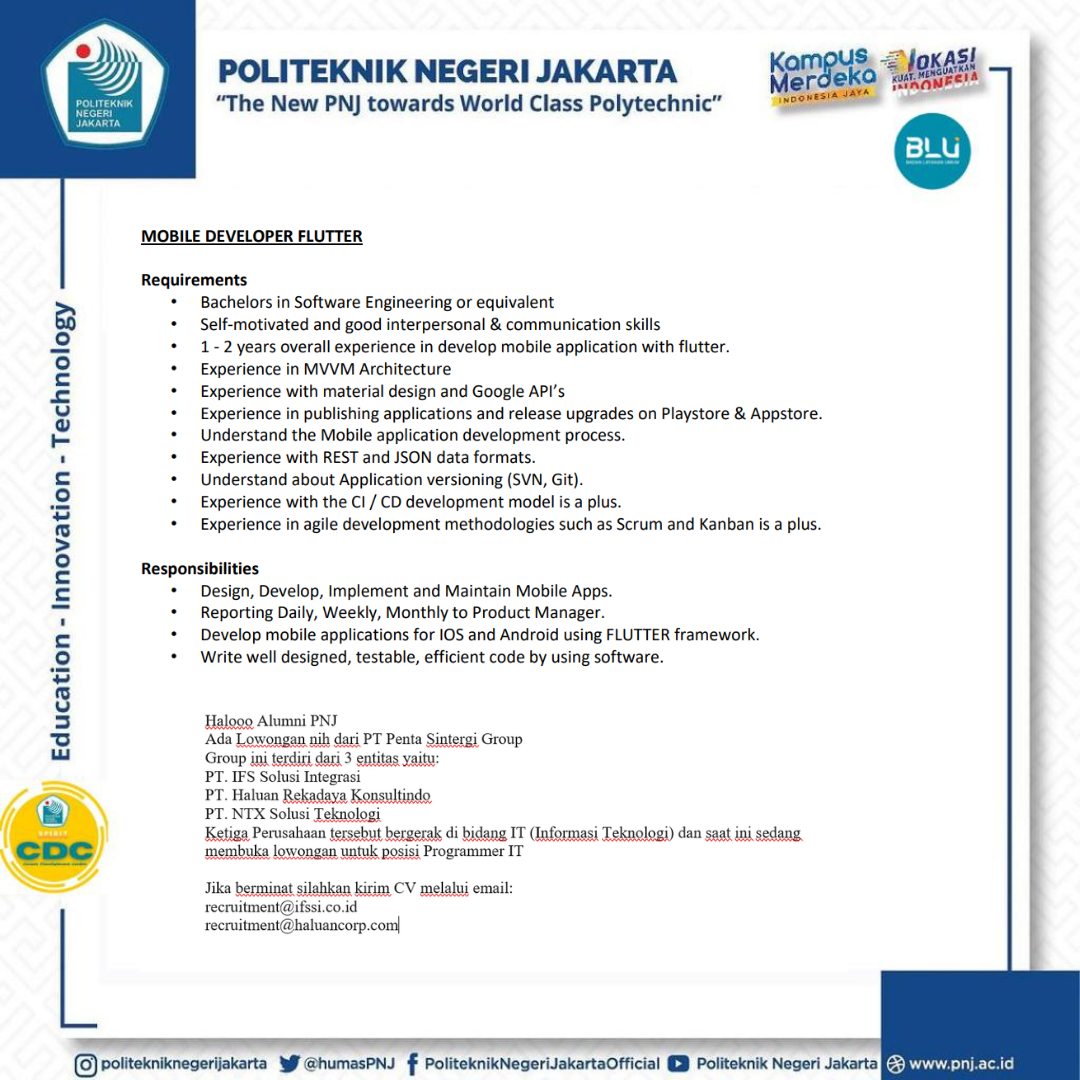 POLITEKNIK
NEGERI
JAKARTA
POLITEKNIK NEGERI JAKARTA
“The New PNJ towards World Class Polytechnic”
Kampus
Merdeka
INDONESIA JAYA
VOKASI
KUAT, MENGUATKAN
INDONESIA
BLU
BADAN LAYANAN UMUM
Education - Innovation - Technology
MOBILE DEVELOPER FLUTTER
Requirements
• Bachelors in Software Engineering or equivalent
• Self-motivated and good interpersonal & communication skills
• 1 - 2 years overall experience in develop mobile application with flutter.
• Experience in MVVM Architecture
• Experience with material design and Google API’s
• Experience in publishing applications and release upgrades on Playstore & Appstore.
• Understand the Mobile application development process.
• Experience with REST and JSON data formats.
• Understand about Application versioning (SVN, Git).
• Experience with the CI / CD development model is a plus.
• Experience in agile development methodologies such as Scrum and Kanban is a plus.
Responsibilities
• Design, Develop, Implement and Maintain Mobile Apps.
• Reporting Daily, Weekly, Monthly to Product Manager.
• Develop mobile applications for IOS and Android using FLUTTER framework.
• Write well designed, testable, efficient code by using software.
Halooo Alumni PNJ
Ada Lowongan nih dari PT Penta Sintergi Group
Group ini terdiri dari 3 entitas yaitu:
PT. IFS Solusi Integrasi
PT. Haluan Rekadaya Konsultindo
PT. NTX Solusi Teknologi
Ketiga Perusahaan tersebut bergerak di bidang IT (Informasi Teknologi) dan saat ini sedang
membuka lowongan untuk posisi Programmer IT
Jika berminat silahkan kirim CV melalui email:
recruitment@ifssi.co.id
recruitment@haluancorp.com
SPIRIT
CDC
politekniknegerijakarta @humasPNJ PoliteknikNegeriJakartaOfficial Politeknik Negeri Jakarta www.pnj.ac.id